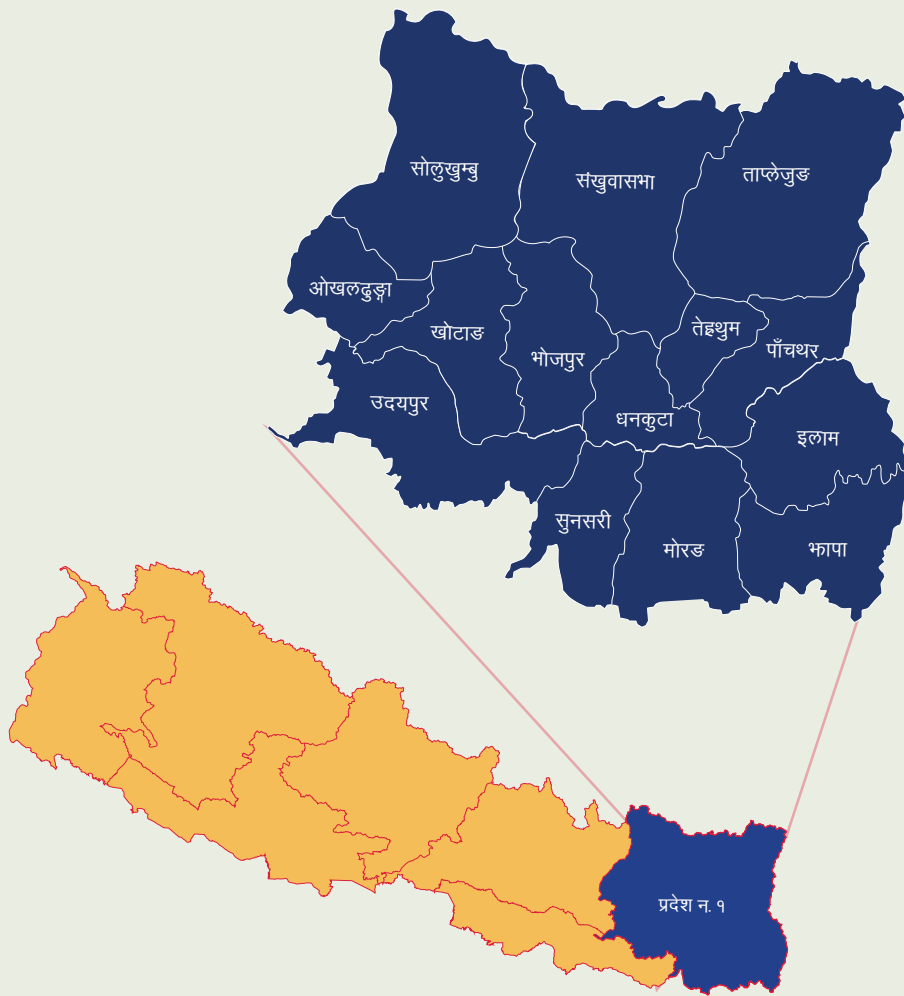 सोलुखुम्बु
संखुवासभा
ताप्लेजुङ
ओखलढुङ्गा
खोटाङ
भोजपुर
तेह्रथुम
पाँचथर
उदयपुर
धनकुटा
इलाम
सुनसरी
मोरङ
झापा
प्रदेश न. १